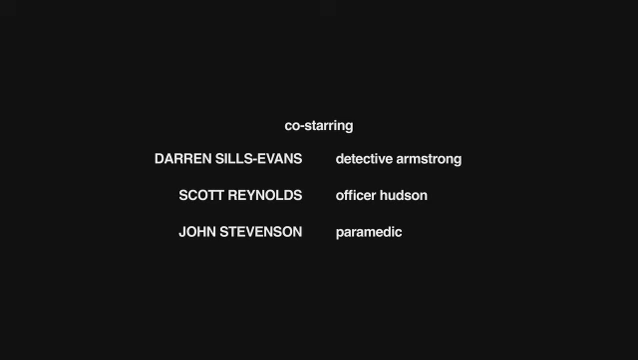 co-starring
DARREN SILLS-EVANS detective armstrong
SCOTT REYNOLDS officer hudson
JOHN STEVENSON paramedic